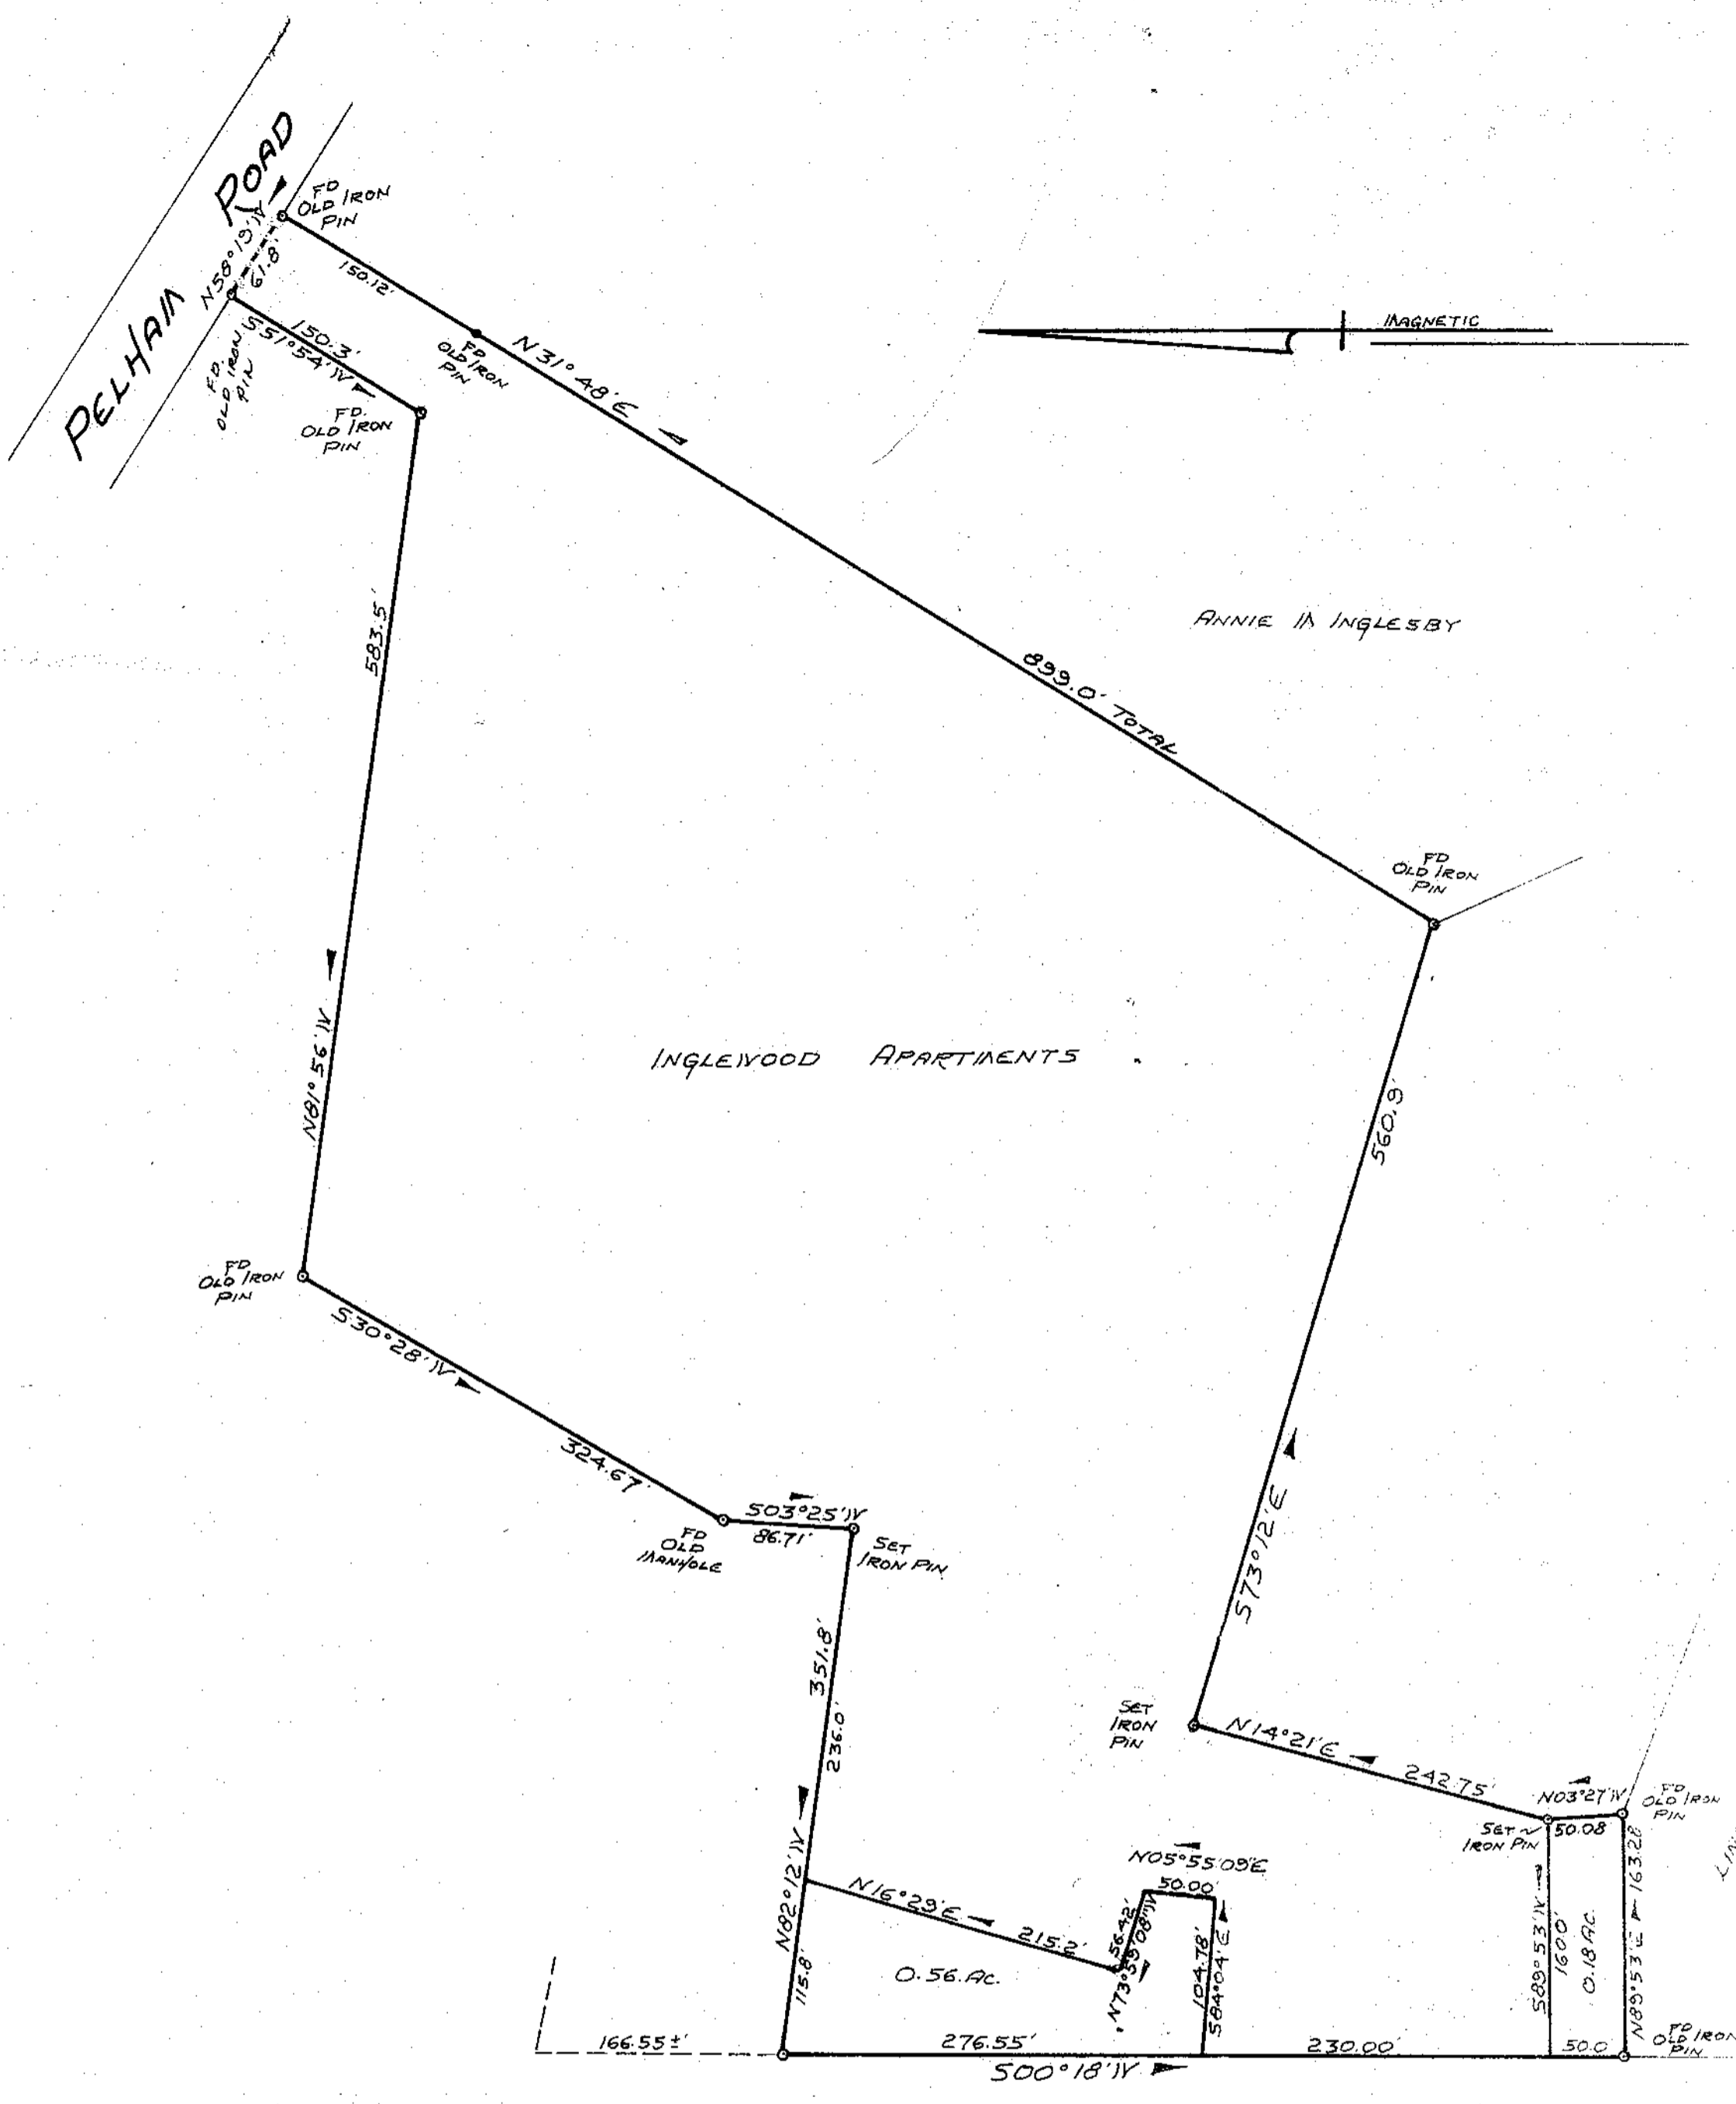 PELHAM ROAD
N58°19'W
61.8'
FD
OLD IRON
PIN
150.12'
FD
OLD IRON
PIN
N31°48'E
899.0' TOTAL
MAGNETIC
150.3'
S51°54'W
FD.
OLD IRON
PIN
FD.
OLD IRON
PIN
583.5'
N81°56'W
ANNIE M INGLESBY
FD
OLD IRON
PIN
INGLEWOOD APARTMENTS
560.9'
S73°12'E
FD
OLD IRON
PIN
S30°28'W
324.67'
S03°25'W
86.71'
FD
OLD
MANHOLE
SET
IRON PIN
351.8'
236.0'
N82°12'W
115.8'
SET
IRON
PIN
N14°21'E
242.75'
N03°27'W
50.08
FD
OLD IRON
PIN
SET
IRON PIN
N05°55'09"E
50.00'
N16°29'E
215.2'
56.42'
N73°59'08"W
104.78'
S84°04'E
0.56 AC.
S89°53'W
160.0'
0.18 AC.
N89°53'E
163.28
166.55±'
276.55'
230.00'
50.0
FD
OLD IRON
PIN
S00°18'W